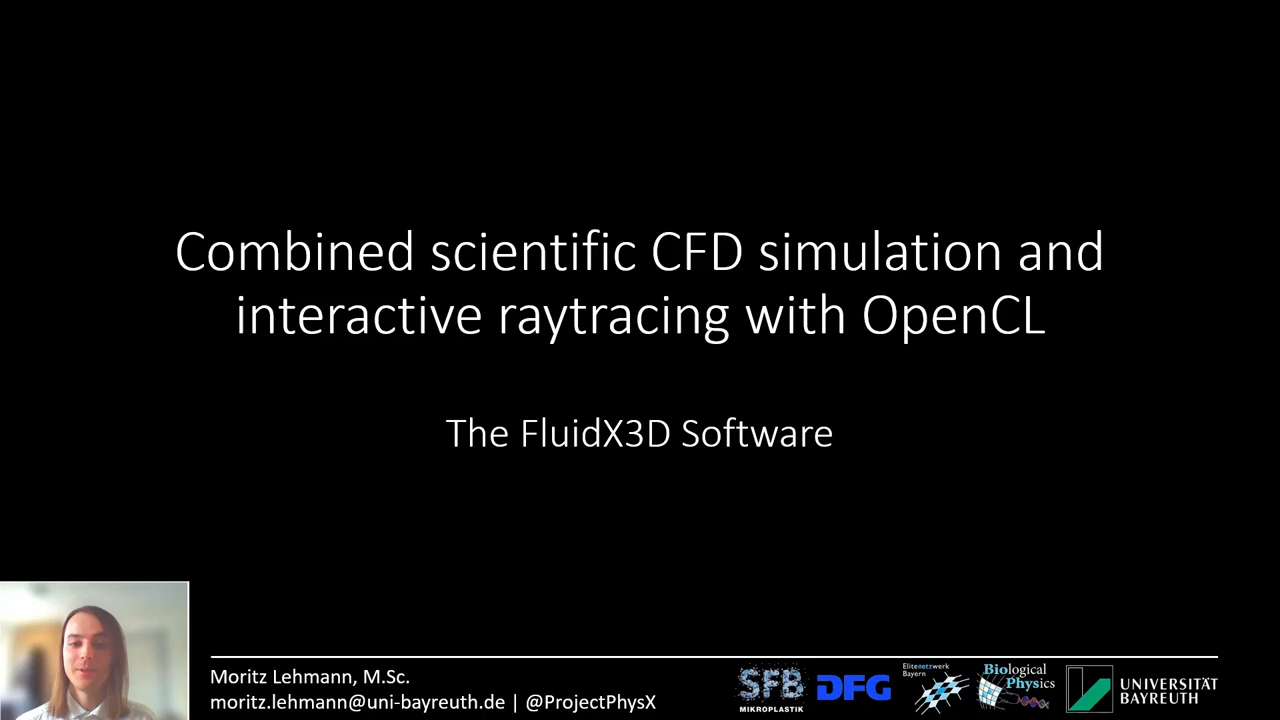 Combined scientific CFD simulation and
interactive raytracing with OpenCL
The FluidX3D Software
Moritz Lehmann, M.Sc.
moritz.lehmann@uni-bayreuth.de | @ProjectPhysX
SFB
MIKROPLASTIK
DFG
Elitenetzwerk
Bayern
Biological
Physics
UNIVERSITÄT
BAYREUTH